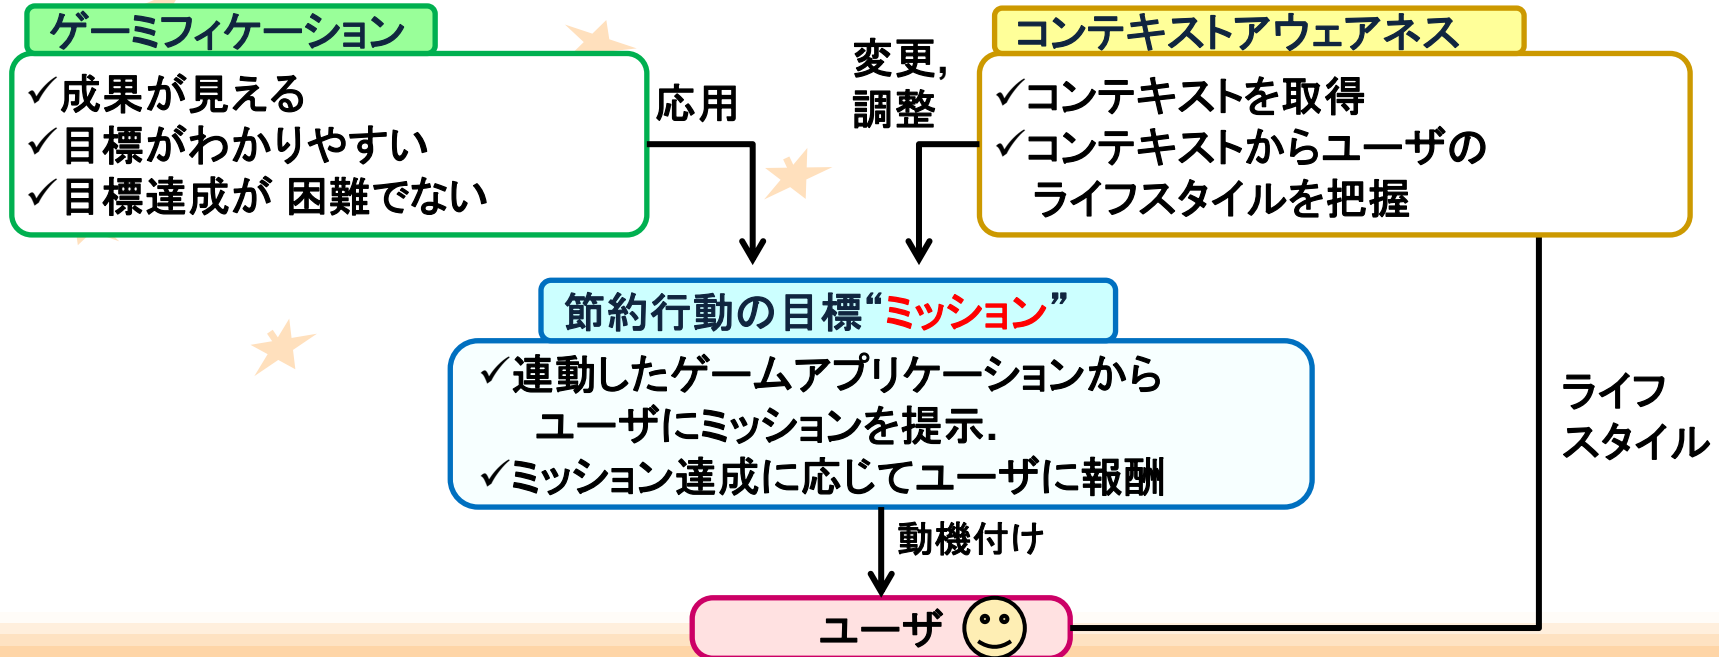 ゲーミフィケーション
✓成果が見える
✓目標がわかりやすい
✓目標達成が 困難でない
応用
変更,
調整
コンテキストアウェアネス
✓コンテキストを取得
✓コンテキストからユーザの
ライフスタイルを把握
節約行動の目標“ミッション”
✓連動したゲームアプリケーションから
ユーザにミッションを提示.
✓ミッション達成に応じてユーザに報酬
ライフ
スタイル
動機付け
ユーザ